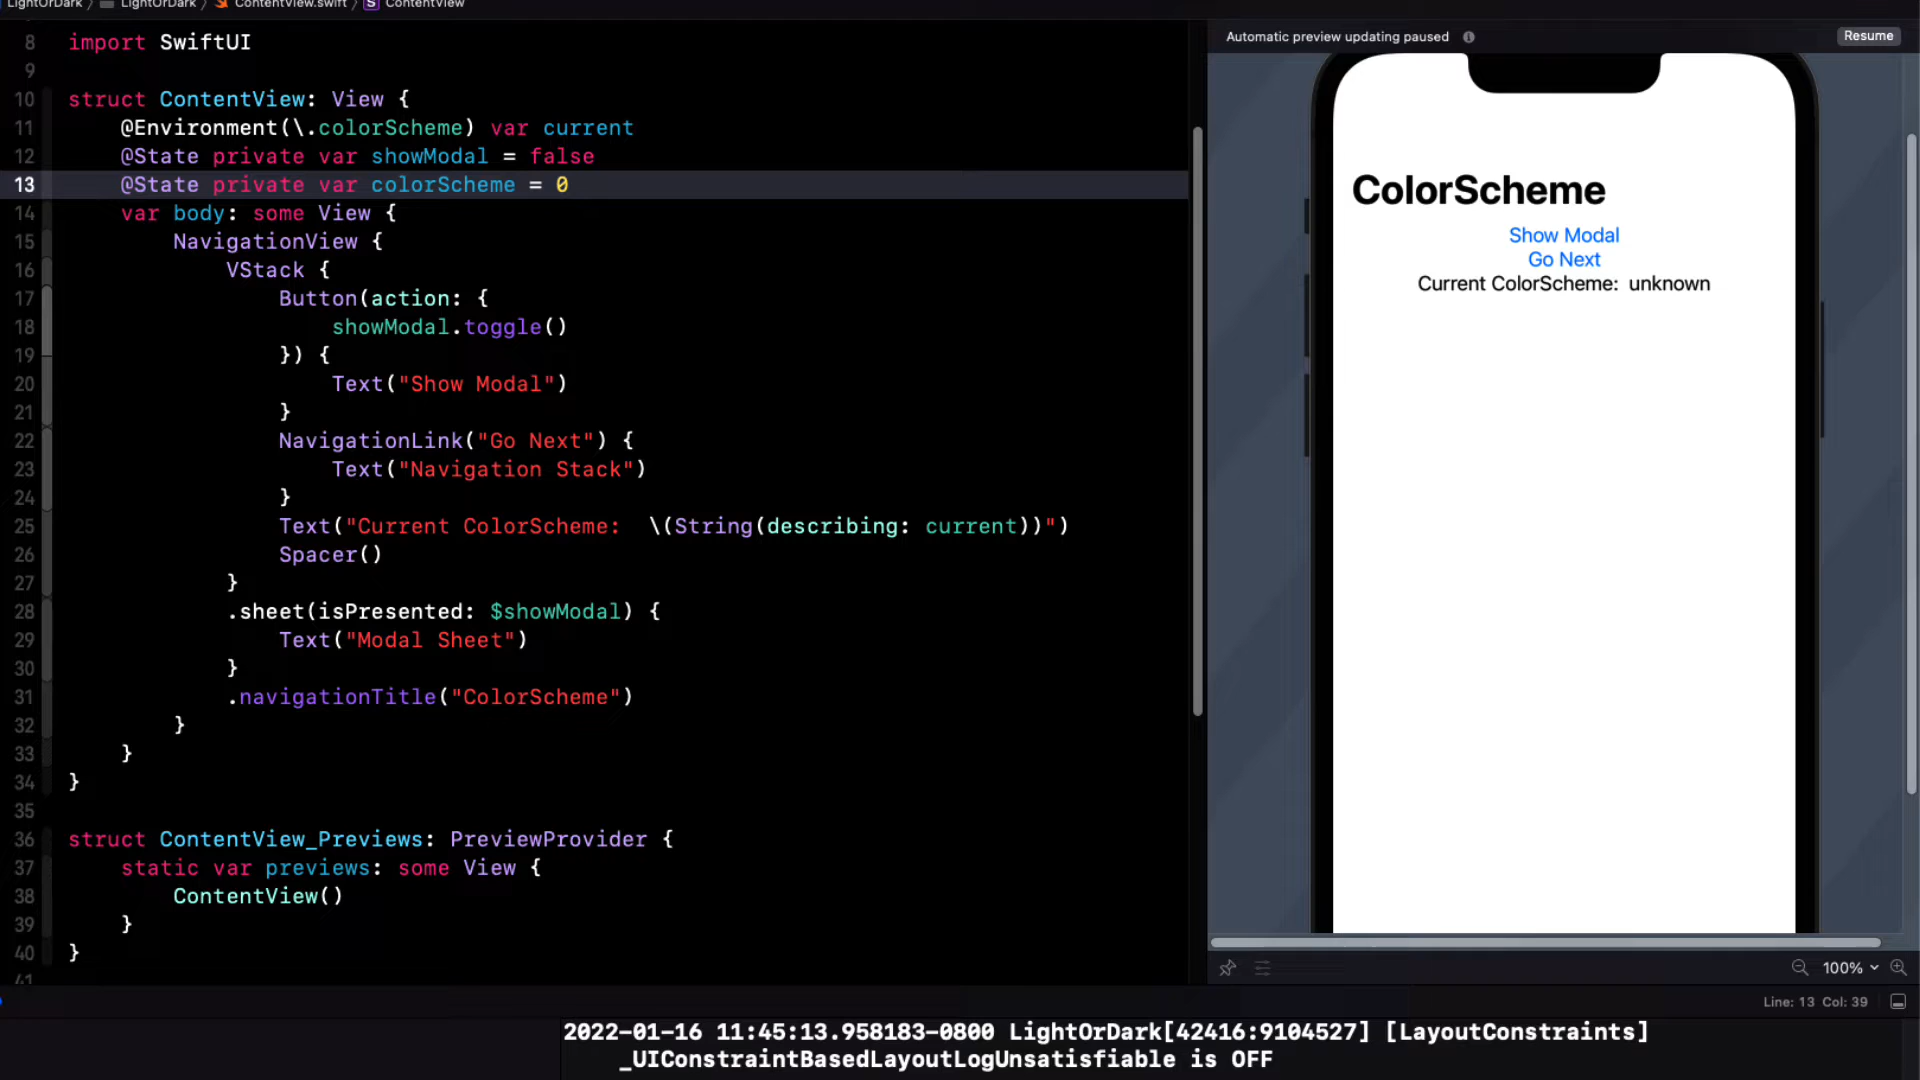 LightOrDark
LightOrDark
ContentView.swift
S ContentView
8 import SwiftUI
9
10 struct ContentView: View {
11 @Environment(\.colorScheme) var current
12 @State private var showModal = false
13 @State private var colorScheme = 0
14 var body: some View {
15 NavigationView {
16 VStack {
17 Button(action: {
18 showModal.toggle()
19 }) {
20 Text("Show Modal")
21 }
22 NavigationLink("Go Next") {
23 Text("Navigation Stack")
24 }
25 Text("Current ColorScheme:  \(String(describing: current))")
26 Spacer()
27 }
28 .sheet(isPresented: $showModal) {
29 Text("Modal Sheet")
30 }
31 .navigationTitle("ColorScheme")
32 }
33 }
34 }
35
36 struct ContentView_Previews: PreviewProvider {
37 static var previews: some View {
38 ContentView()
39 }
40 }
41
Automatic preview updating paused
Resume
ColorScheme
Show Modal
Go Next
Current ColorScheme:  unknown
100%
Line: 13 Col: 39
2022-01-16 11:45:13.958183-0800 LightOrDark[42416:9104527] [LayoutConstraints]
_UIConstraintBasedLayoutLogUnsatisfiable is OFF